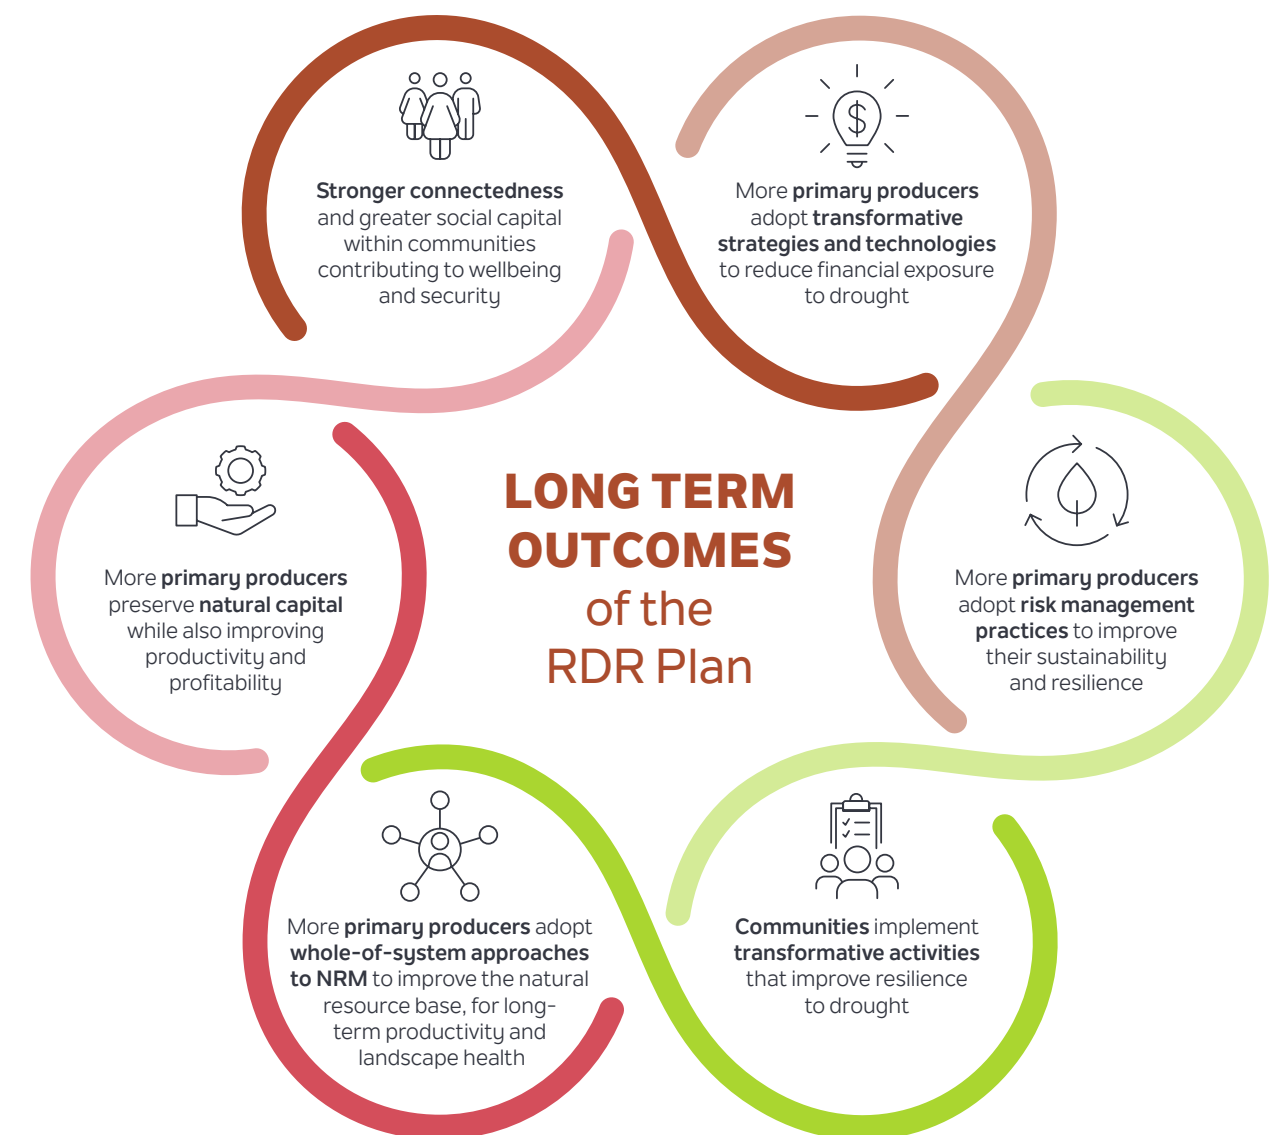 Stronger connectedness
and greater social capital
within communities
contributing to wellbeing
and security
More primary producers
adopt transformative
strategies and technologies
to reduce financial exposure
to drought
$
LONG TERM
OUTCOMES
of the
RDR Plan
More primary producers
preserve natural capital
while also improving
productivity and
profitability
More primary producers
adopt risk management
practices to improve
their sustainability
and resilience
More primary producers adopt
whole-of-system approaches
to NRM to improve the natural
resource base, for long-
term productivity and
landscape health
Communities implement
transformative activities
that improve resilience
to drought